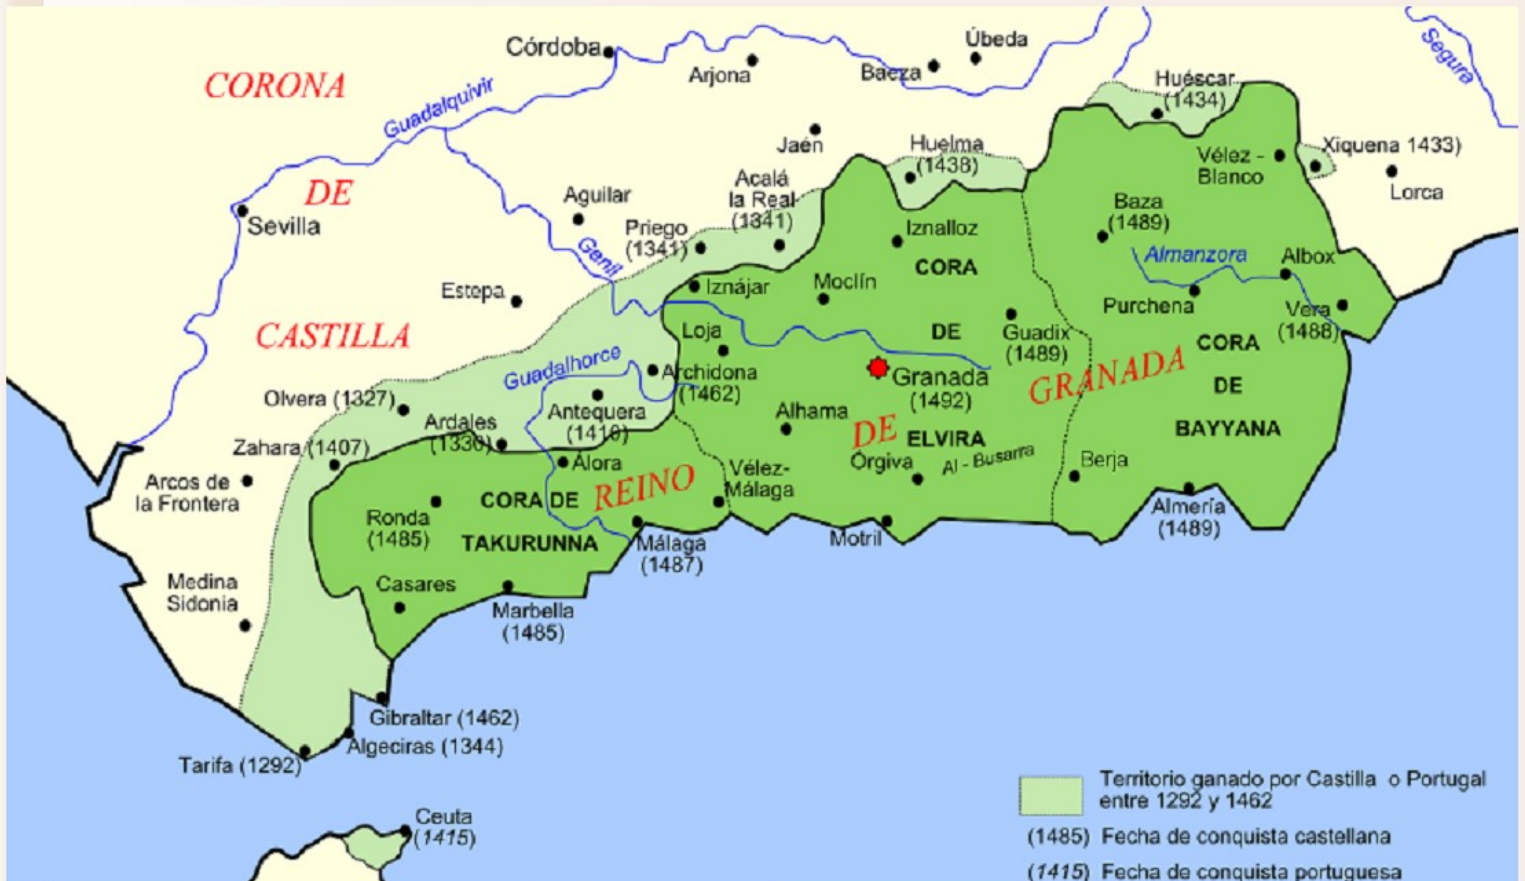 Córdoba
Arjona
Baeza
Úbeda
Segura
CORONA
Guadalquivir
Huéscar
(1434)
Jaén
Huelma
(1438)
Vélez -
Blanco
Xiquena 1433)
Lorca
DE
Sevilla
Aguilar
Acalá
la Real
(1341)
Priego
(1341)
Genil
Iznalloz
Baza
(1489)
Almanzora
Albox
CORA
Estepa
Iznájar
Moclín
Purchena
Vera
(1488)
CASTILLA
Loja
DE
Guadix
(1489)
CORA
Guadalhorce
Archidona
(1462)
Granada
(1492)
GRANADA
DE
Olvera (1327)
Ardales
Antequera
(1410)
Alhama
DE
ELVIRA
BAYYANA
Zahara (1407)
Álora
Vélez-
Málaga
Órgiva
Al - Busarra
Berja
Arcos de
la Frontera
CORA DE
REINO
Ronda
(1485)
TAKURUNNA
Málaga
(1487)
Motril
Almería
(1489)
Medina
Sidonia
Casares
Marbella
(1485)
Gibraltar (1462)
Algeciras (1344)
Tarifa (1292)
Ceuta
(1415)
Territorio ganado por Castilla o Portugal
entre 1292 y 1462
(1485) Fecha de conquista castellana
(1415) Fecha de conquista portuguesa